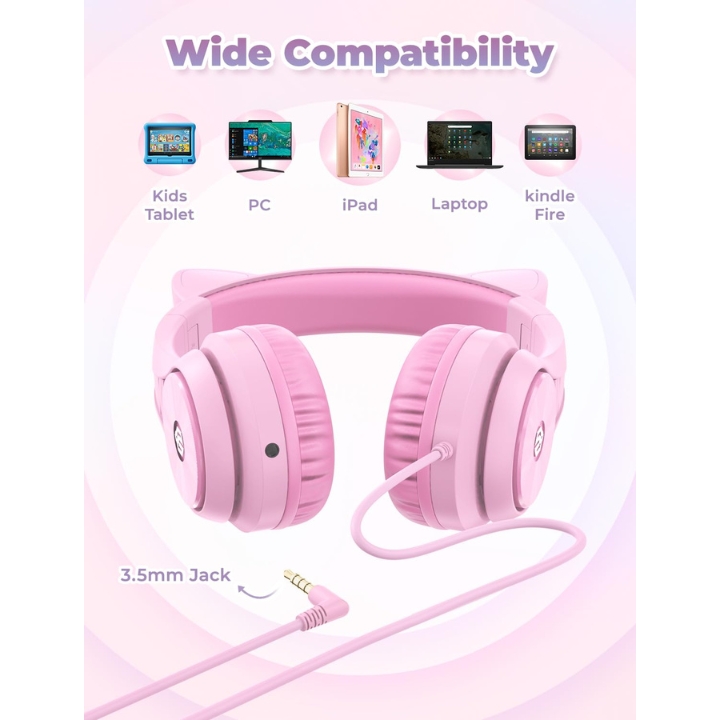 Wide Compatibility
Kids
Tablet
PC
iPad
Laptop
kindle
Fire
3.5mm Jack